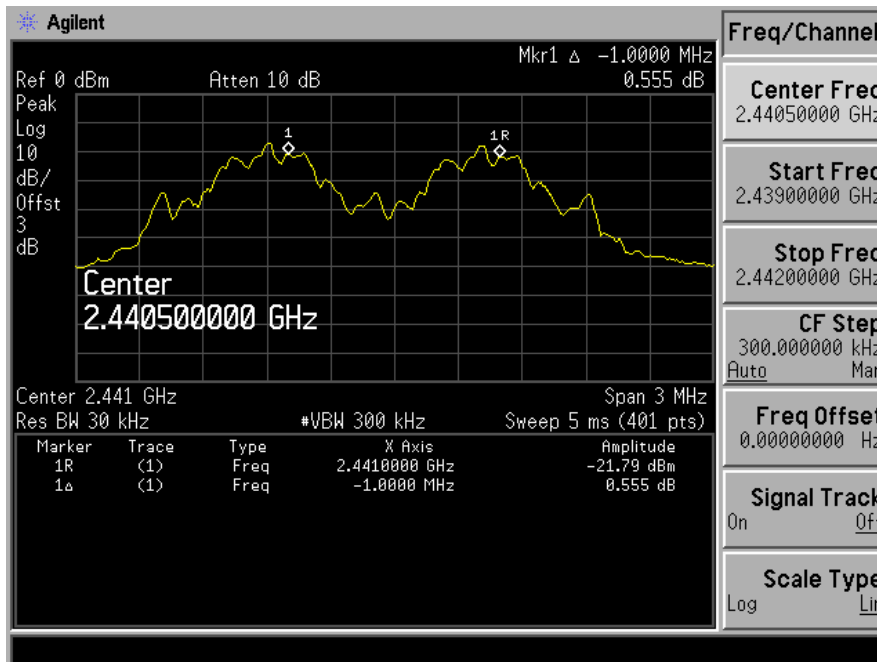 Agilent
Freq/Channel
Mkr1 Δ -1.0000 MHz
Ref 0 dBm Atten 10 dB 0.555 dB
Peak
Log
10
dB/
Offst
3
dB
1
1R
Center
2.440500000 GHz
Center 2.441 GHz Span 3 MHz
Res BW 30 kHz #VBW 300 kHz Sweep 5 ms (401 pts)
Marker Trace Type X Axis Amplitude
1R (1) Freq 2.4410000 GHz -21.79 dBm
1Δ (1) Freq -1.0000 MHz 0.555 dB
Center Freq
2.44050000 GHz
Start Freq
2.43900000 GHz
Stop Freq
2.44200000 GHz
CF Step
300.000000 kHz
Auto Man
Freq Offset
0.00000000 Hz
Signal Track
On Off
Scale Type
Log Lin